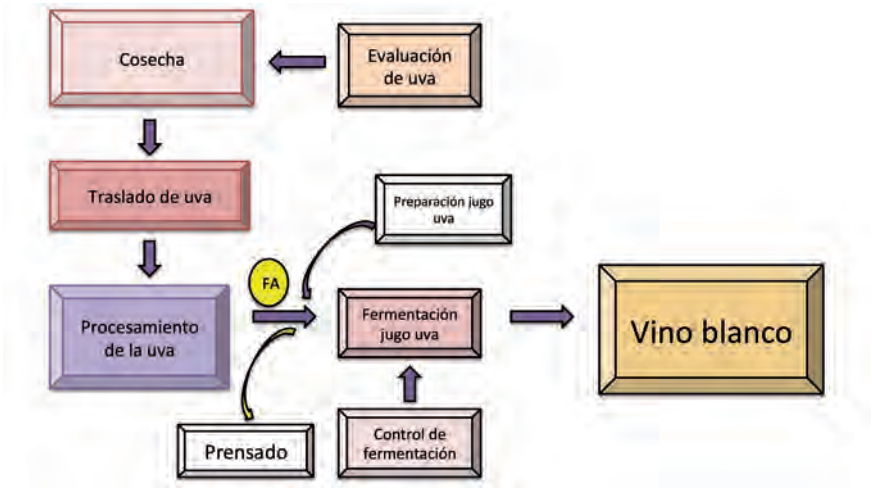 Cosecha
Evaluación
de uva
Traslado de uva
Preparación jugo
uva
FA
Procesamiento
de la uva
Fermentación
jugo uva
Vino blanco
Prensado
Control de
fermentación